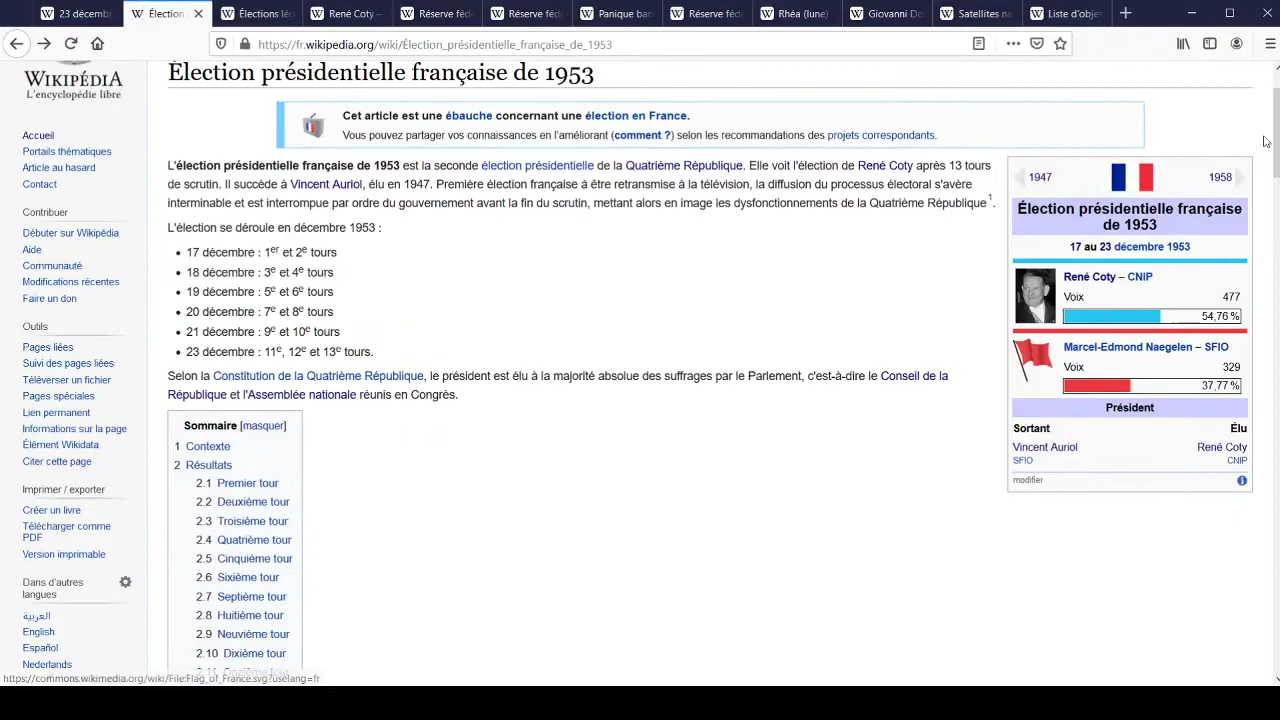 23 décemb
Élection
Élections lég
René Coty —
Réserve féd
Réserve féd
Panique ban
Réserve féd
Rhéa (lune)
Giovanni Do
Satellites na
Liste d'obje
https://fr.wikipedia.org/wiki/Élection_présidentielle_française_de_1953
WIKIPÉDIA
L'encyclopédie libre
Accueil
Portails thématiques
Article au hasard
Contact
Contribuer
Débuter sur Wikipédia
Aide
Communauté
Modifications récentes
Faire un don
Outils
Pages liées
Suivi des pages liées
Téléverser un fichier
Pages spéciales
Lien permanent
Informations sur la page
Élément Wikidata
Citer cette page
Imprimer / exporter
Créer un livre
Télécharger comme
PDF
Version imprimable
Dans d'autres
langues
العربية
English
Español
Nederlands
Élection présidentielle française de 1953
Cet article est une ébauche concernant une élection en France.
Vous pouvez partager vos connaissances en l'améliorant (comment ?) selon les recommandations des projets correspondants.
L'élection présidentielle française de 1953 est la seconde élection présidentielle de la Quatrième République. Elle voit l'élection de René Coty après 13 tours
de scrutin. Il succède à Vincent Auriol, élu en 1947. Première élection française à être retransmise à la télévision, la diffusion du processus électoral s'avère
interminable et est interrompue par ordre du gouvernement avant la fin du scrutin, mettant alors en image les dysfonctionnements de la Quatrième République1.
L'élection se déroule en décembre 1953 :
• 17 décembre : 1er et 2e tours
• 18 décembre : 3e et 4e tours
• 19 décembre : 5e et 6e tours
• 20 décembre : 7e et 8e tours
• 21 décembre : 9e et 10e tours
• 23 décembre : 11e, 12e et 13e tours.
Selon la Constitution de la Quatrième République, le président est élu à la majorité absolue des suffrages par le Parlement, c'est-à-dire le Conseil de la
République et l'Assemblée nationale réunis en Congrès.
Sommaire [masquer]
1 Contexte
2 Résultats
2.1 Premier tour
2.2 Deuxième tour
2.3 Troisième tour
2.4 Quatrième tour
2.5 Cinquième tour
2.6 Sixième tour
2.7 Septième tour
2.8 Huitième tour
2.9 Neuvième tour
2.10 Dixième tour
2.11 Onzième tour
1947 1958
Élection présidentielle française
de 1953
17 au 23 décembre 1953
René Coty – CNIP
Voix 477
54,76 %
Marcel-Edmond Naegelen – SFIO
Voix 329
37,77 %
Président
Sortant Élu
Vincent Auriol René Coty
SFIO CNIP
modifier
https://commons.wikimedia.org/wiki/File:Flag_of_France.svg?uselang=fr